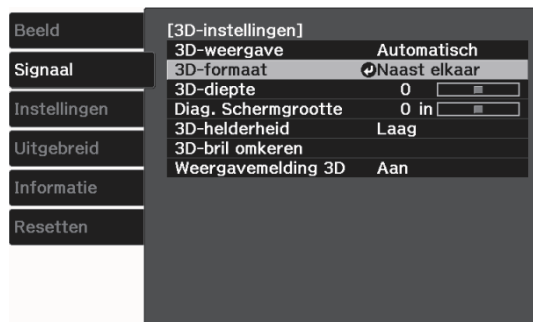 Beeld
Signaal
Instellingen
Uitgebreid
Informatie
Resetten
[3D-instellingen]
3D-weergave Automatisch
3D-formaat Naast elkaar
3D-diepte 0
Diag. Schermgrootte 0 in
3D-helderheid Laag
3D-bril omkeren
Weergavemelding 3D Aan